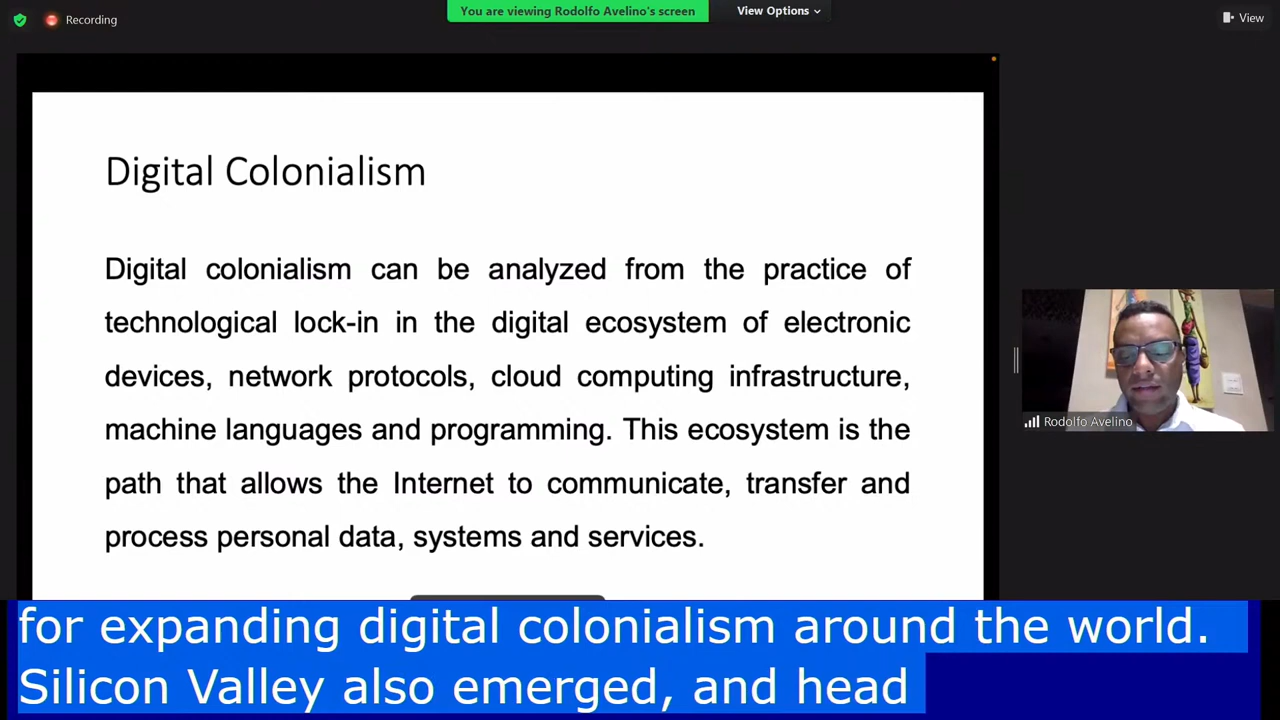 Recording
You are viewing Rodolfo Avelino's screen
View Options
View
Digital Colonialism
Digital colonialism can be analyzed from the practice of
technological lock-in in the digital ecosystem of electronic
devices, network protocols, cloud computing infrastructure,
machine languages and programming. This ecosystem is the
path that allows the Internet to communicate, transfer and
process personal data, systems and services.
Rodolfo Avelino
for expanding digital colonialism around the world.
Silicon Valley also emerged, and head